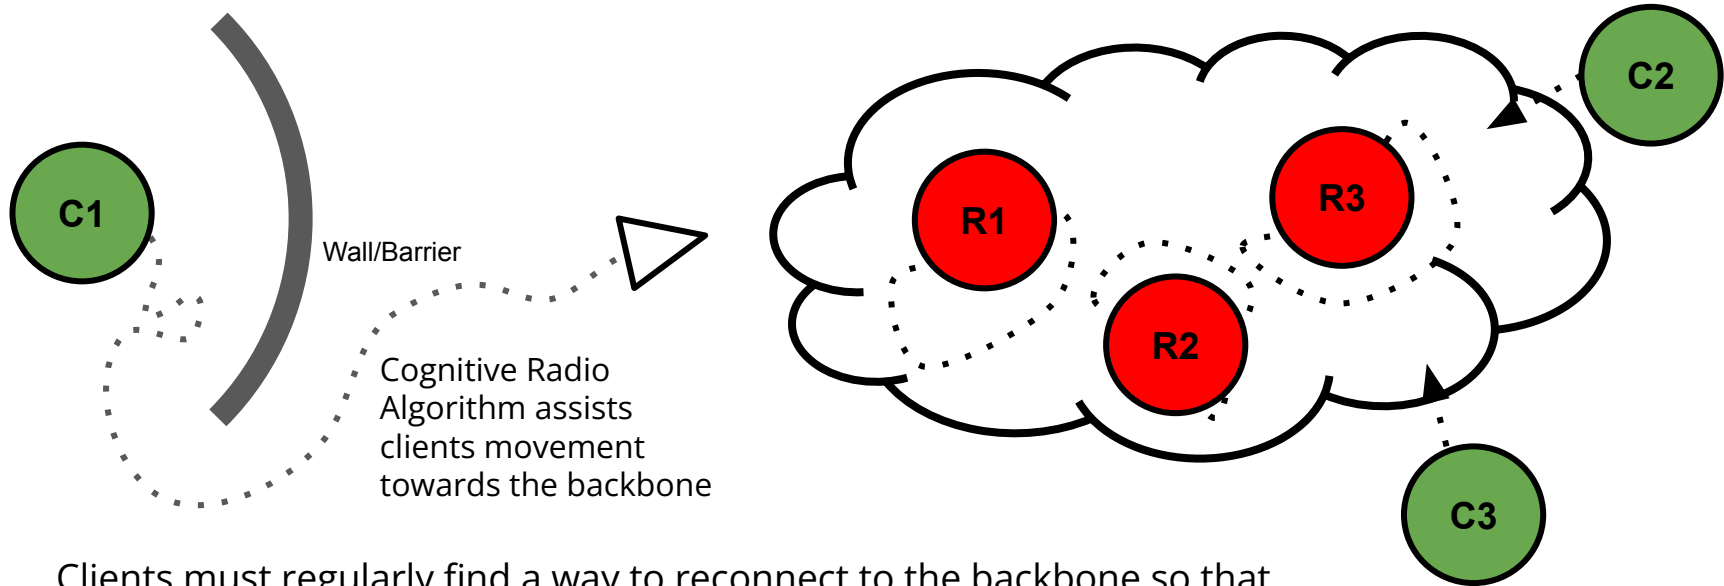 C2
C1
R1
R3
Wall/Barrier
R2
Cognitive Radio
Algorithm assists
clients movement
towards the backbone
C3
Clients must regularly find a way to reconnect to the backbone so that